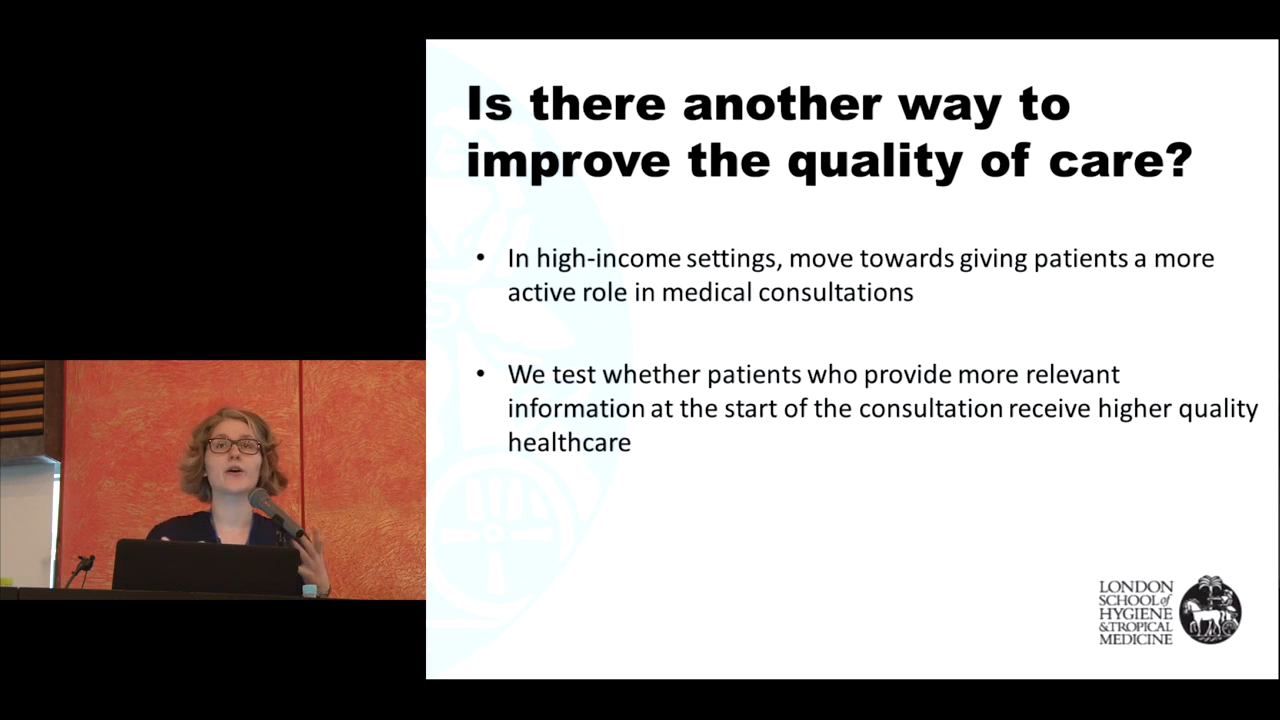 Is there another way to
improve the quality of care?
• In high-income settings, move towards giving patients a more
active role in medical consultations
• We test whether patients who provide more relevant
information at the start of the consultation receive higher quality
healthcare
LONDON
SCHOOL of
HYGIENE
& TROPICAL
MEDICINE